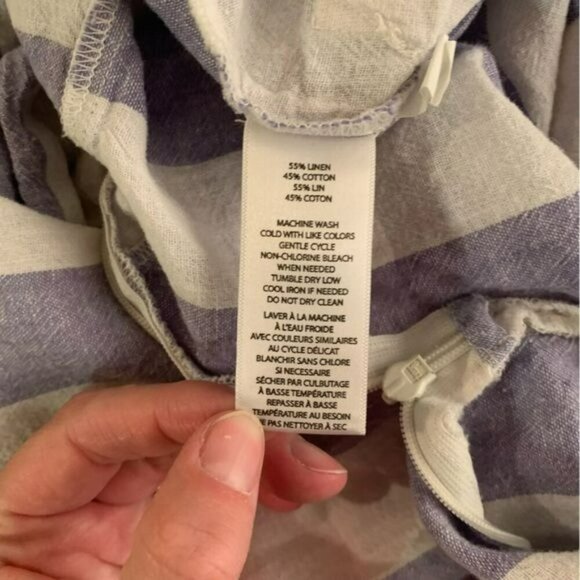 55% LINEN
45% COTTON
55% LIN
45% COTON
MACHINE WASH
COLD WITH LIKE COLORS
GENTLE CYCLE
NON-CHLORINE BLEACH
WHEN NEEDED
TUMBLE DRY LOW
COOL IRON IF NEEDED
DO NOT DRY CLEAN
LAVER À LA MACHINE
À L'EAU FROIDE
AVEC COULEURS SIMILAIRES
AU CYCLE DÉLICAT
BLANCHIR SANS CHLORE
SI NECESSAIRE
SÉCHER PAR CULBUTAGE
À BASSE TEMPÉRATURE
REPASSER À BASSE
TEMPÉRATURE AU BESOIN
NE PAS NETTOYER À SEC